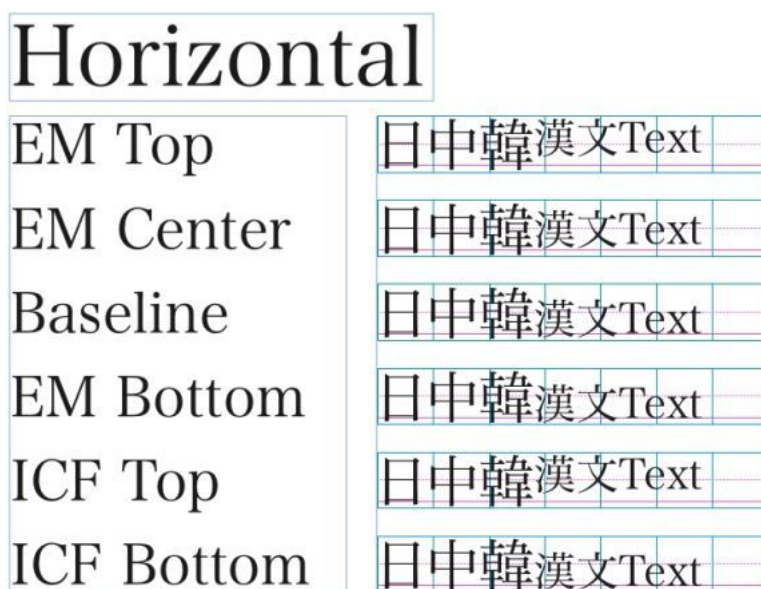 Horizontal
EM Top 日中韓漢文Text
EM Center 日中韓漢文Text
Baseline 日中韓漢文Text
EM Bottom 日中韓漢文Text
ICF Top 日中韓漢文Text
ICF Bottom 日中韓漢文Text